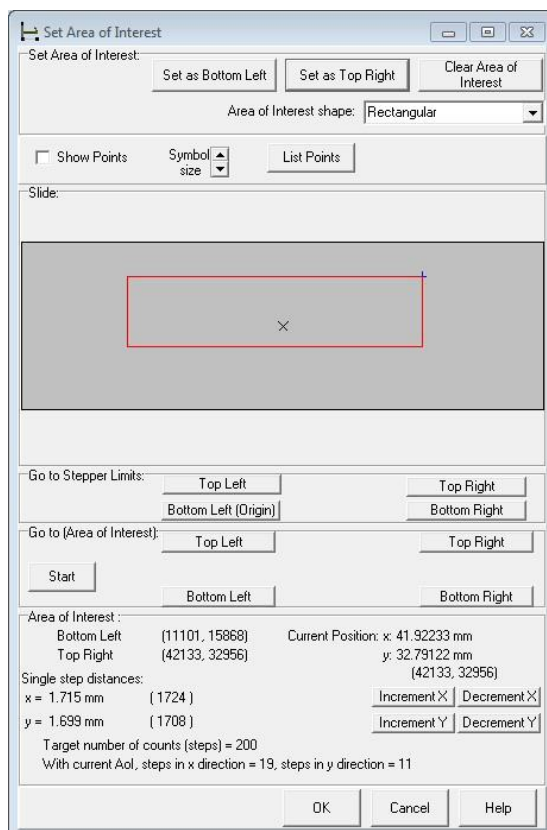 Set Area of Interest
Set Area of Interest:
Set as Bottom Left Set as Top Right Clear Area of Interest
Area of Interest shape: Rectangular
Show Points Symbol size List Points
Slide:
Go to Stepper Limits: Top Left Top Right
Bottom Left (Origin) Bottom Right
Go to (Area of Interest): Top Left Top Right
Start
Bottom Left Bottom Right
Area of Interest :
Bottom Left (11101, 15868) Current Position: x: 41.92233 mm
Top Right (42133, 32956) y: 32.79122 mm
(42133, 32956)
Single step distances:
x = 1.715 mm ( 1724 ) Increment X Decrement X
y = 1.699 mm ( 1708 ) Increment Y Decrement Y
Target number of counts (steps) = 200
With current AoI, steps in x direction = 19, steps in y direction = 11
OK Cancel Help